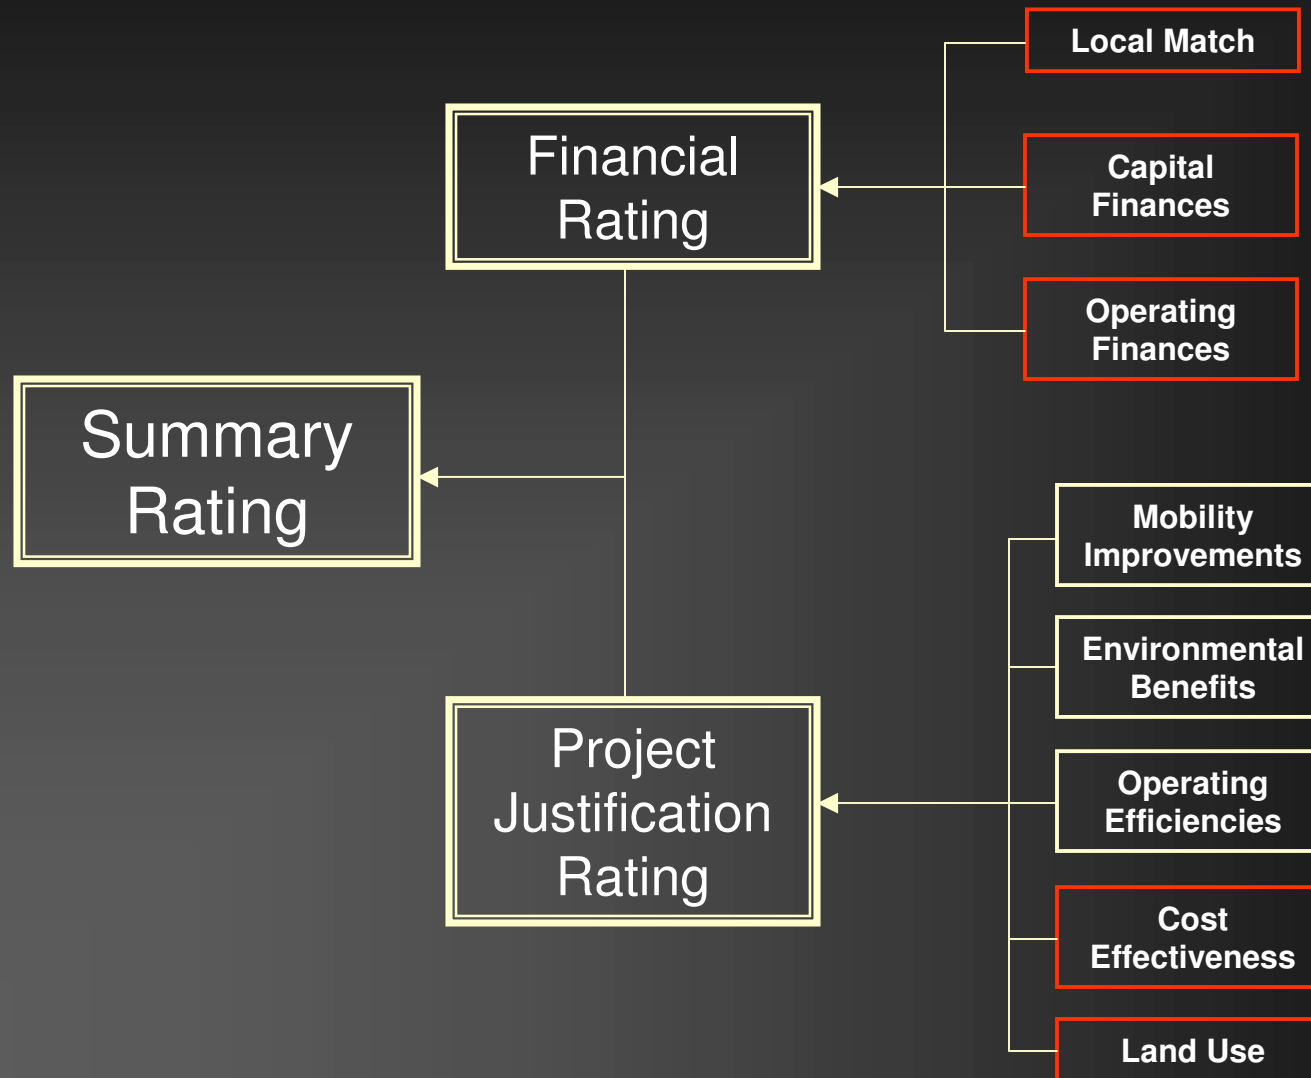 Local Match
Financial
Rating
Capital
Finances
Operating
Finances
Summary
Rating
Mobility
Improvements
Environmental
Benefits
Project
Justification
Rating
Operating
Efficiencies
Cost
Effectiveness
Land Use